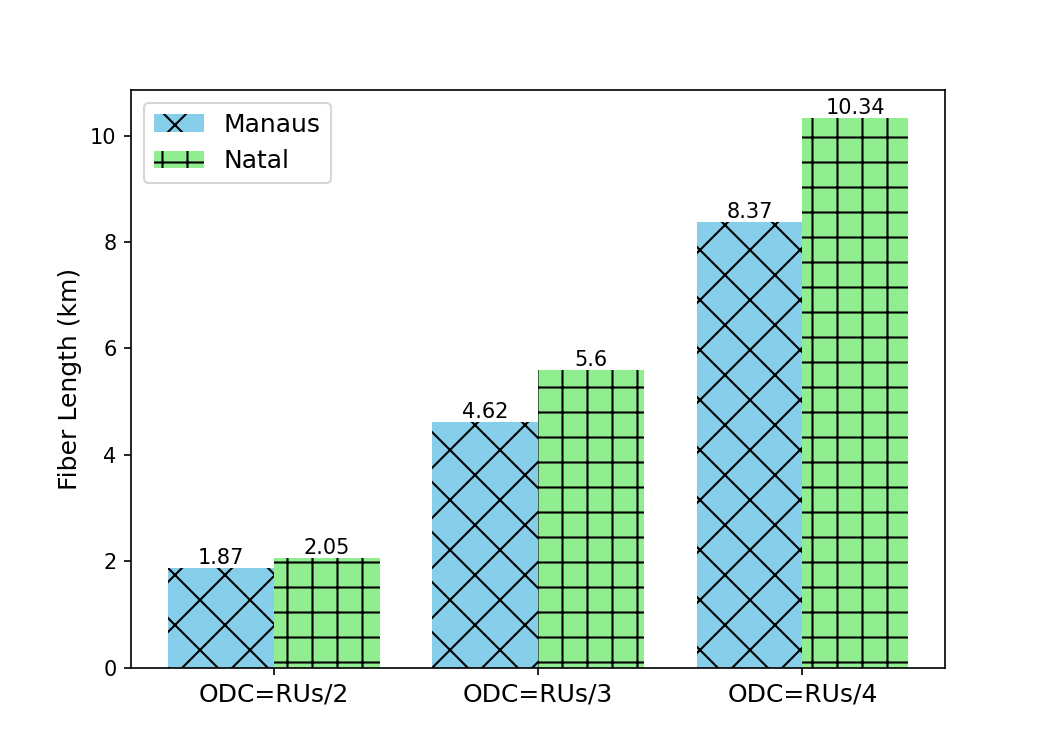 Manaus
Natal
Fiber Length (km)
10
8
6
4
2
0
1.87
2.05
4.62
5.6
8.37
10.34
ODC=RUs/2
ODC=RUs/3
ODC=RUs/4